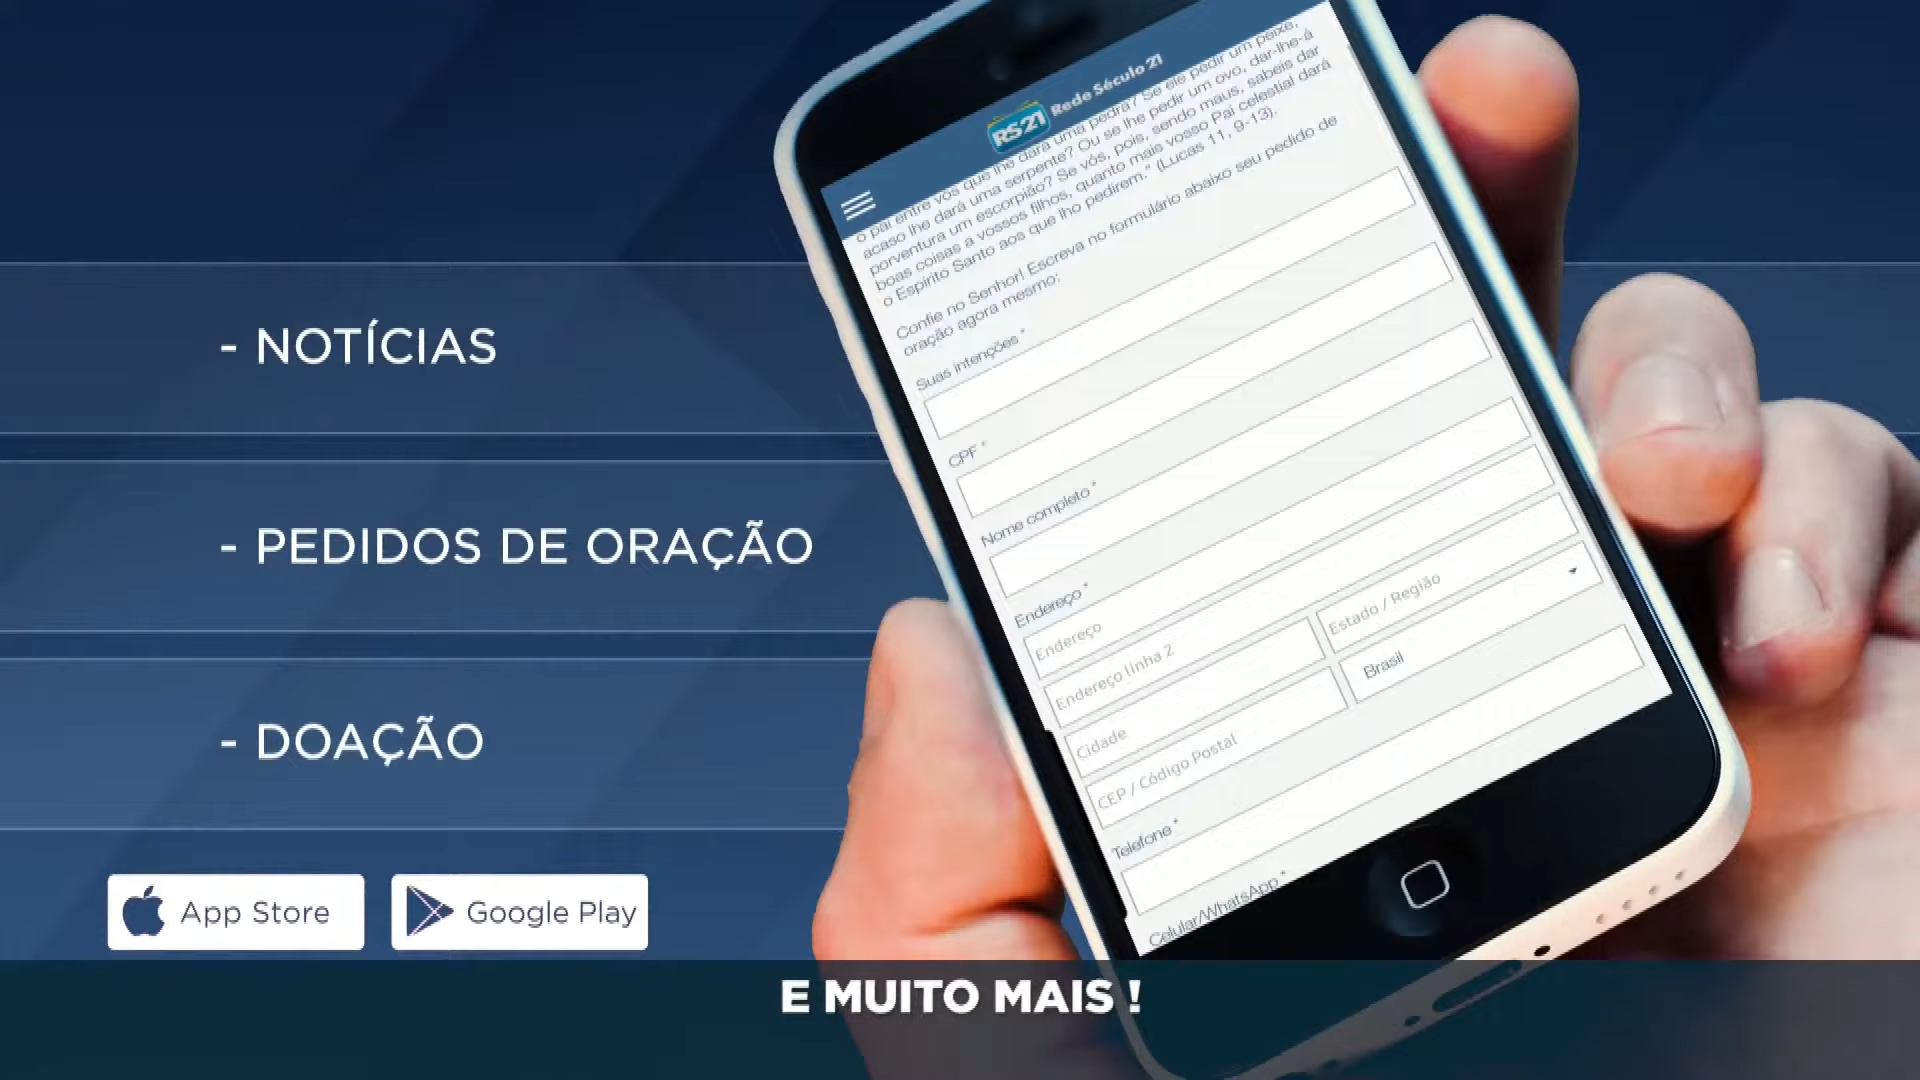 - NOTÍCIAS
- PEDIDOS DE ORAÇÃO
- DOAÇÃO
App Store
Google Play
RS21 Rede Século 21
o pai entre vós que lhe dará uma pedra? Se ele pedir um peixe,
acaso lhe dará uma serpente? Ou se lhe pedir um ovo, dar-lhe-á
porventura um escorpião? Se vós, pois, sendo maus, sabeis dar
boas coisas a vossos filhos, quanto mais vosso Pai celestial dará
o Espírito Santo aos que lho pedirem." (Lucas 11, 9-13).
Confie no Senhor! Escreva no formulário abaixo seu pedido de
oração agora mesmo:
Suas intenções *
CPF *
Nome completo *
Endereço *
Endereço
Endereço linha 2
Cidade
Estado / Região
CEP / Código Postal
Brasil
Telefone *
Celular/WhatsApp *
E MUITO MAIS !